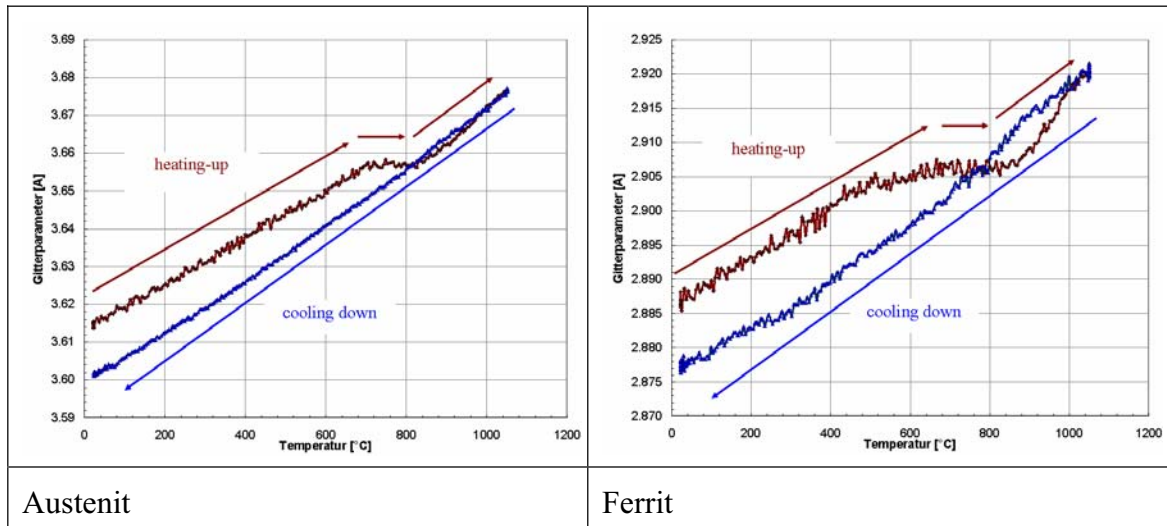 3.69
3.68
3.67
3.66
3.65
3.64
3.63
3.62
3.61
3.60
3.59
Gitterparameter [A]
heating-up
cooling down
0 200 400 600 800 1000 1200
Temperatur [°C]
2.925
2.920
2.915
2.910
2.905
2.900
2.895
2.890
2.885
2.880
2.875
2.870
Gitterparameter [A]
heating-up
cooling down
0 200 400 600 800 1000 1200
Temperatur [°C]
Austenit
Ferrit